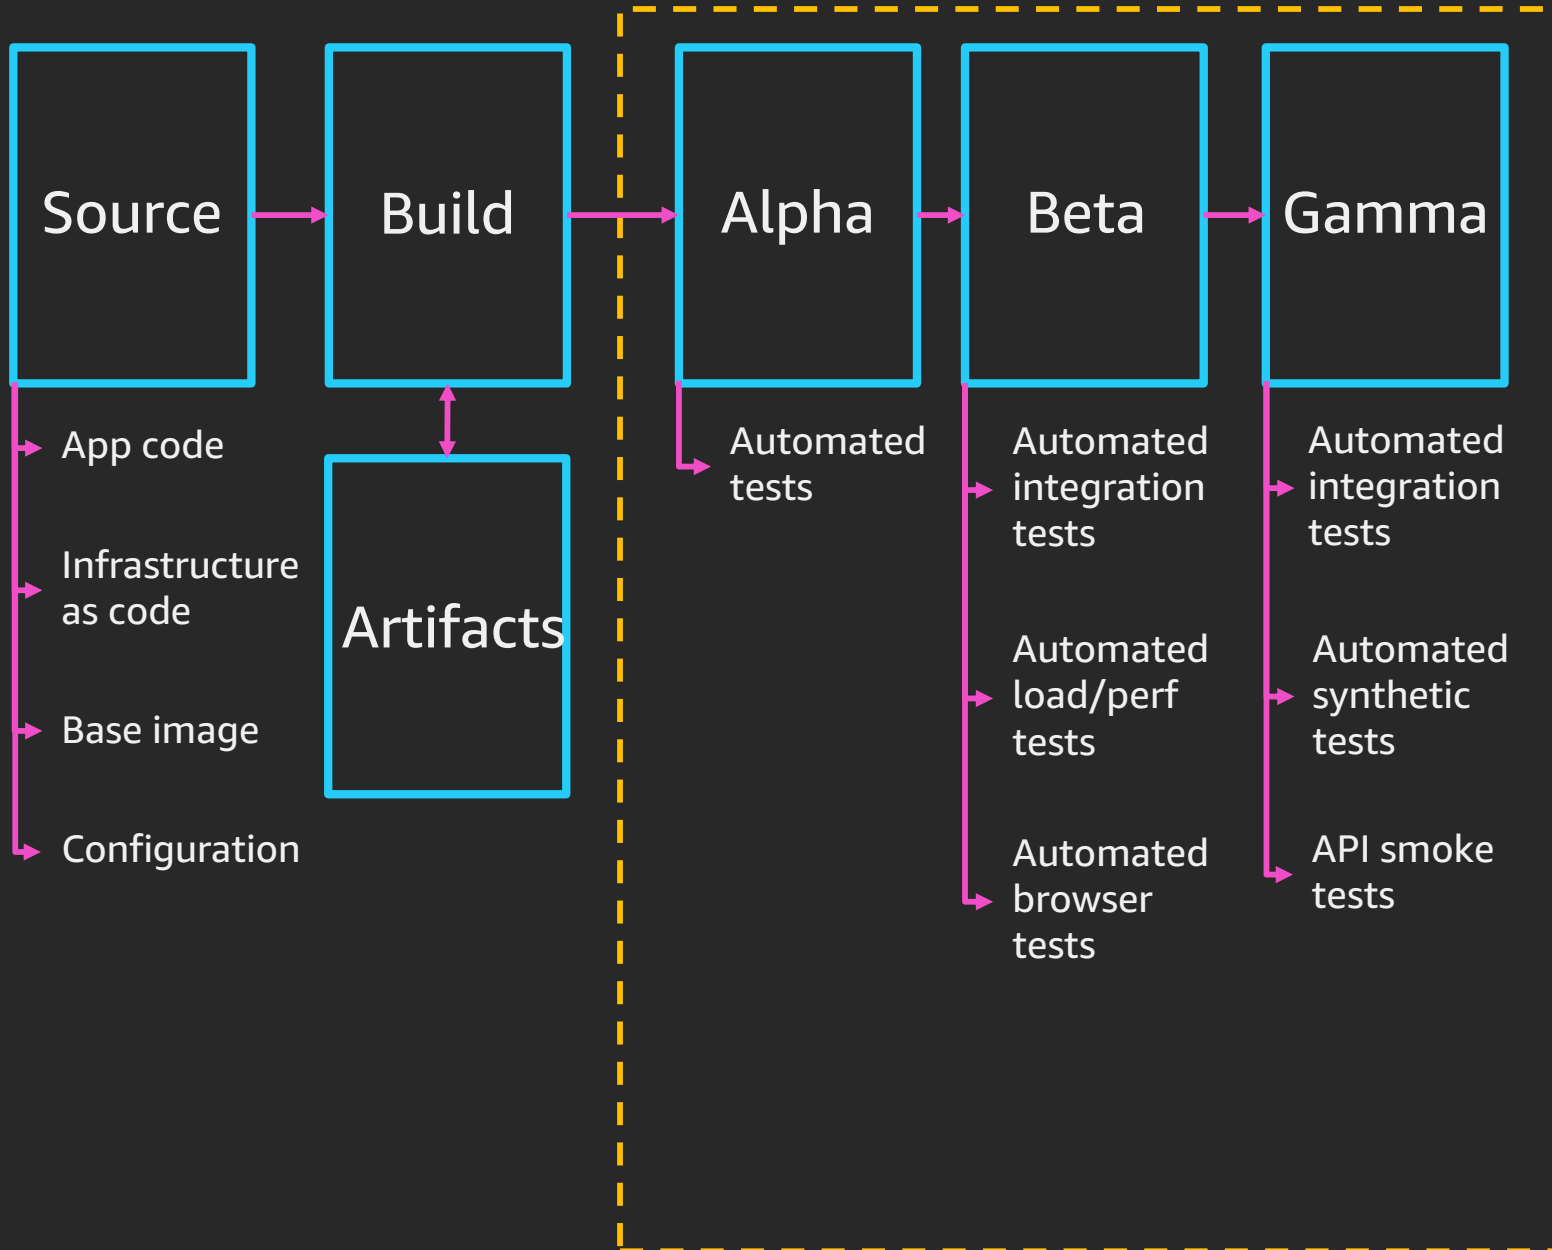 Source
Build
Alpha
Beta
Gamma
App code
Infrastructure
as code
Base image
Configuration
Artifacts
Automated
tests
Automated
integration
tests
Automated
load/perf
tests
Automated
browser
tests
Automated
integration
tests
Automated
synthetic
tests
API smoke
tests